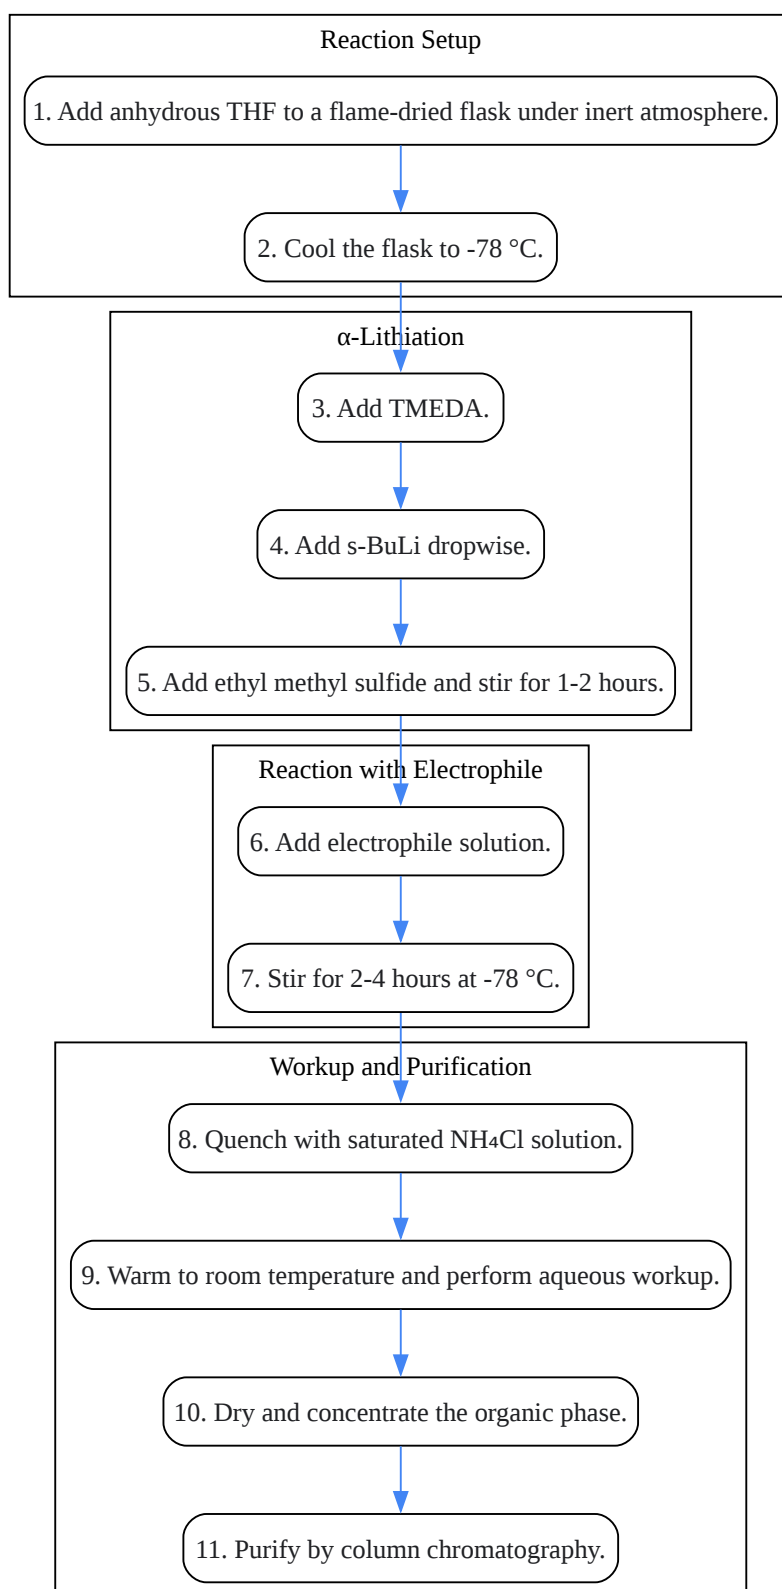 Reaction Setup
1. Add anhydrous THF to a flame-dried flask under inert atmosphere.
2. Cool the flask to -78 °C.
α-Lithiation
3. Add TMEDA.
4. Add s-BuLi dropwise.
5. Add ethyl methyl sulfide and stir for 1-2 hours.
Reaction with Electrophile
6. Add electrophile solution.
7. Stir for 2-4 hours at -78 °C.
Workup and Purification
8. Quench with saturated NH₄Cl solution.
9. Warm to room temperature and perform aqueous workup.
10. Dry and concentrate the organic phase.
11. Purify by column chromatography.